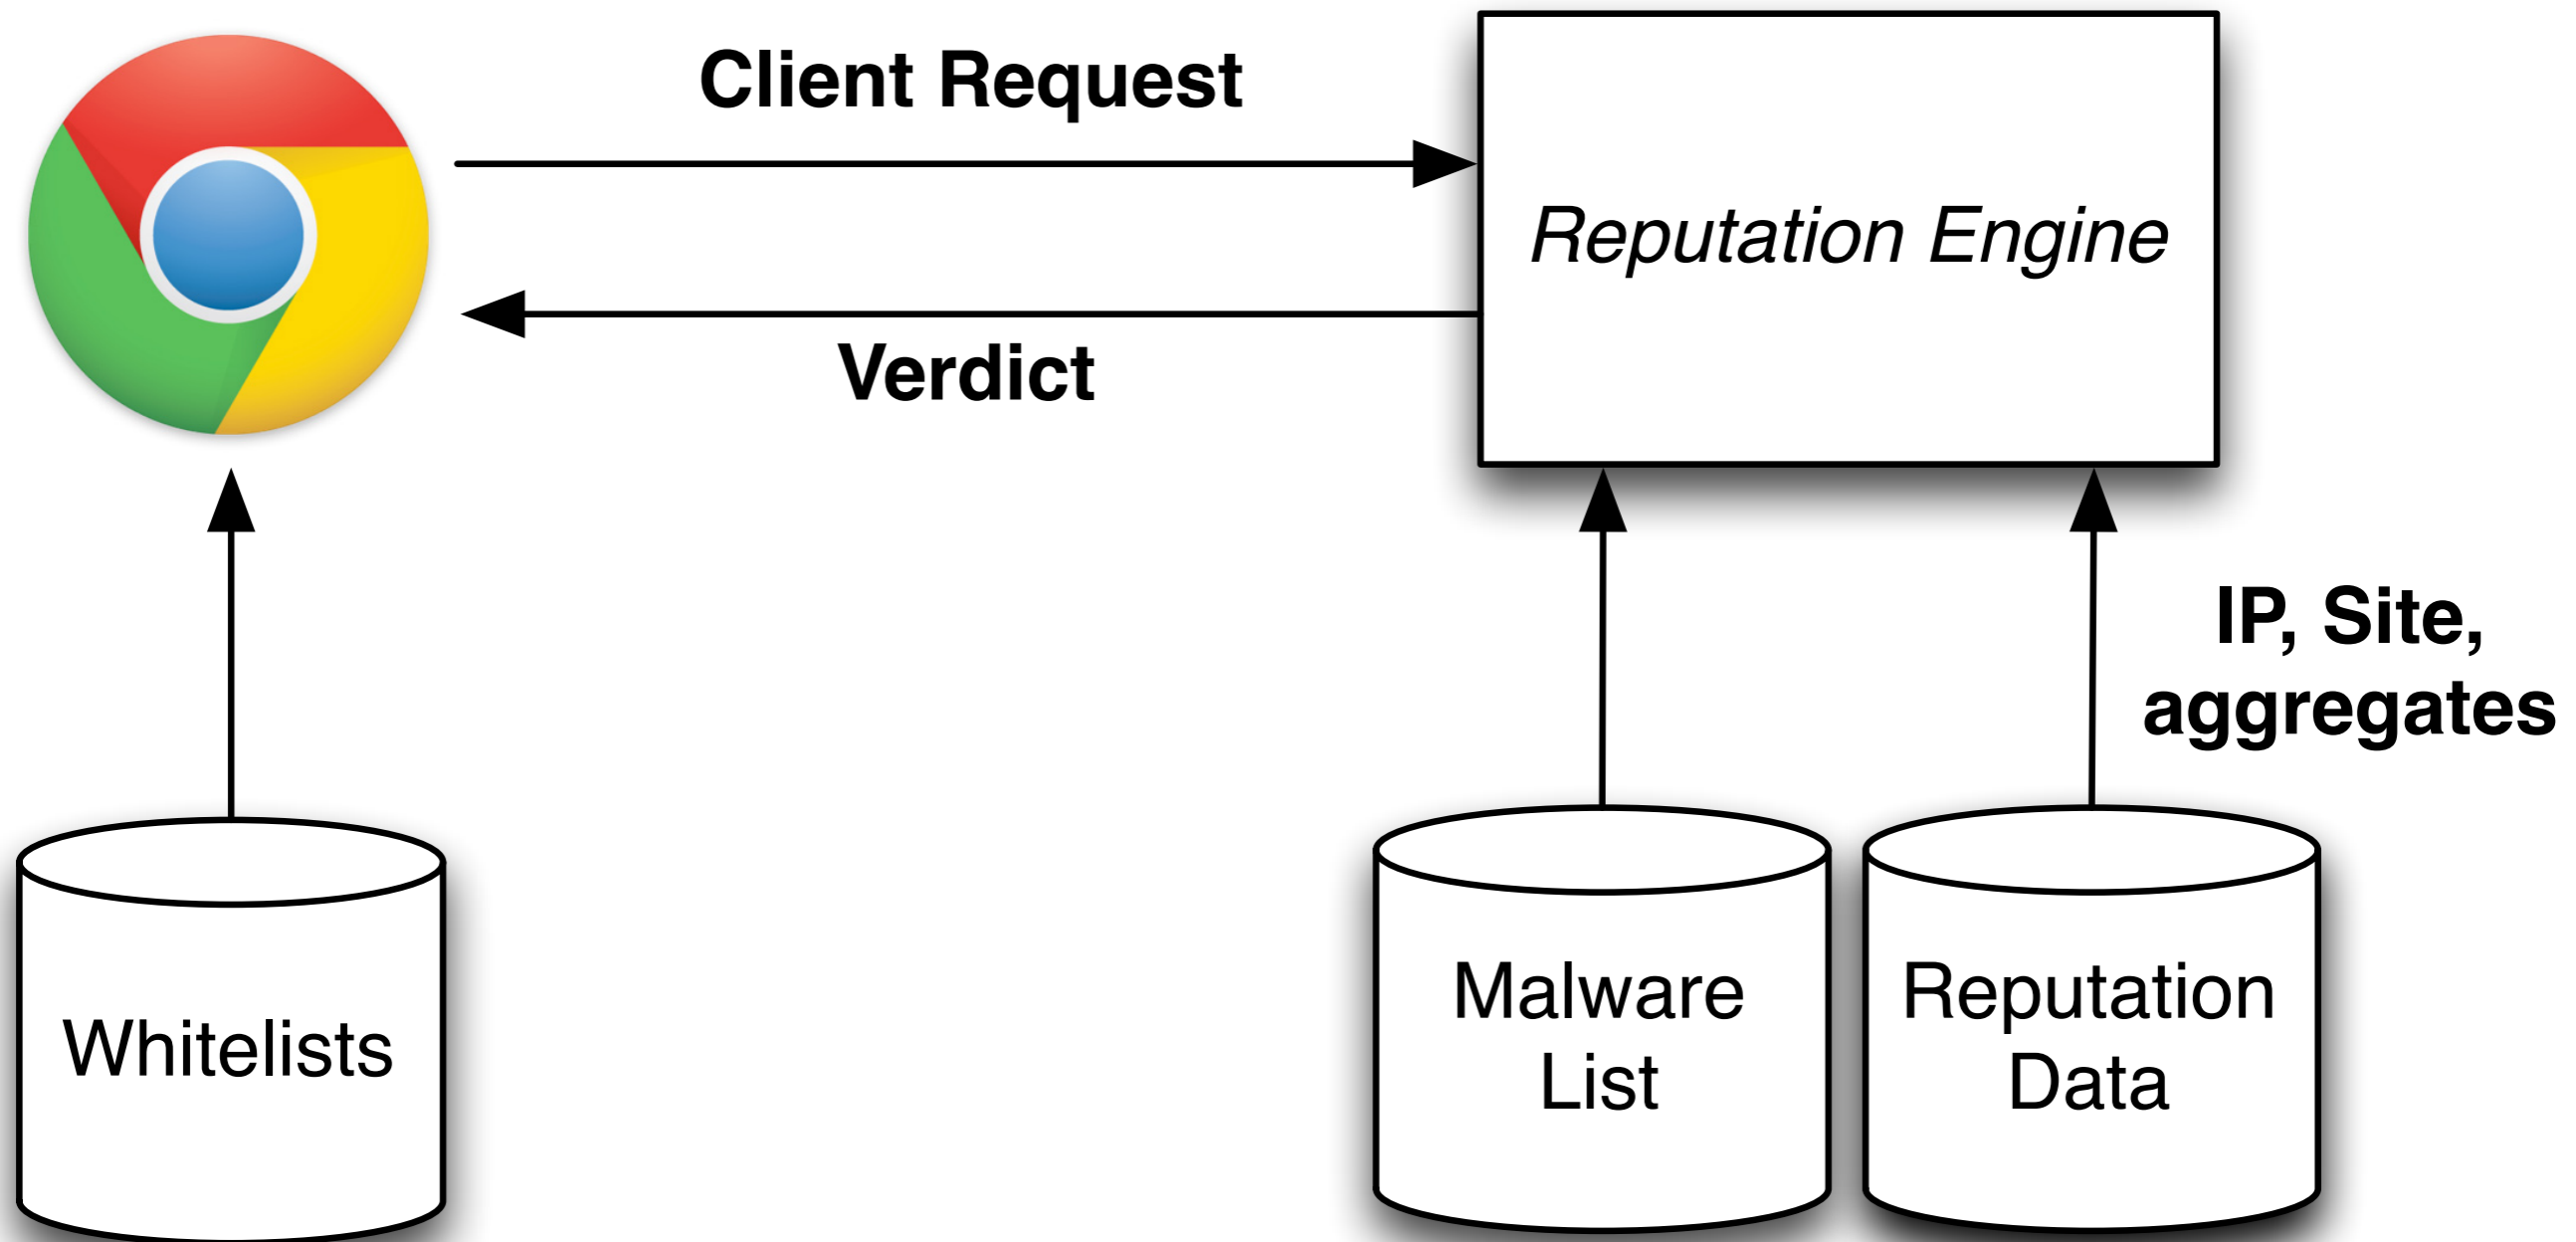 Client Request
Reputation Engine
Verdict
IP, Site,
aggregates
Whitelists
Malware
List
Reputation
Data